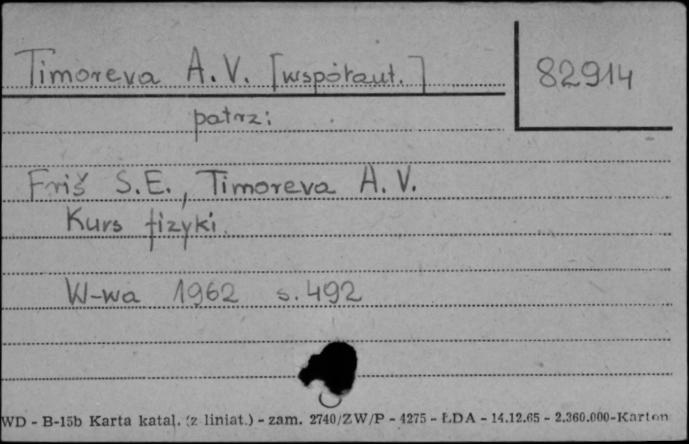 Timoreva A.V. [współaut.]
82914
patrz:
Friš S.E., Timoreva A.V.
Kurs fizyki.
W-wa 1962 s. 492
WD - B-15b Karta katal. (z liniat.) - zam. 2740/ZW/P - 4275 - ŁDA - 14.12.65 - 2.360.000-Karton